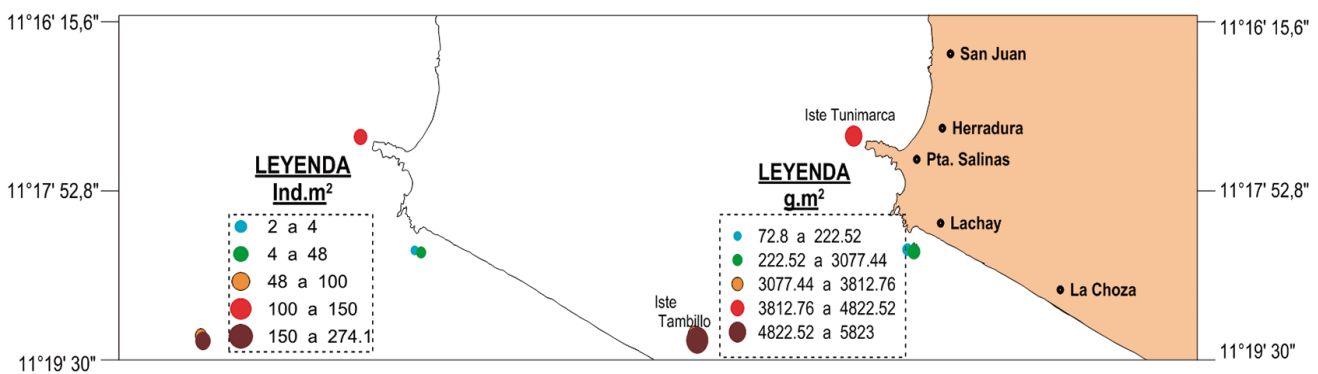 11°16' 15,6"
11°17' 52,8"
11°19' 30"
LEYENDA
Ind.m²
2 a 4
4 a 48
48 a 100
100 a 150
150 a 274.1
Iste Tunimarca
LEYENDA
g.m²
72.8 a 222.52
222.52 a 3077.44
3077.44 a 3812.76
3812.76 a 4822.52
4822.52 a 5823
Iste
Tambillo
San Juan
Herradura
Pta. Salinas
Lachay
La Choza
11°16' 15,6"
11°17' 52,8"
11°19' 30"